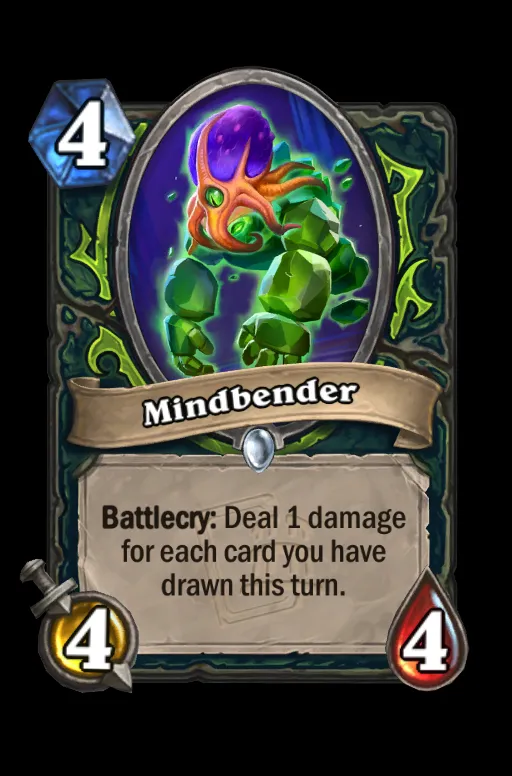 4
Mindbender
Battlecry: Deal 1 damage
for each card you have
drawn this turn.
4
4